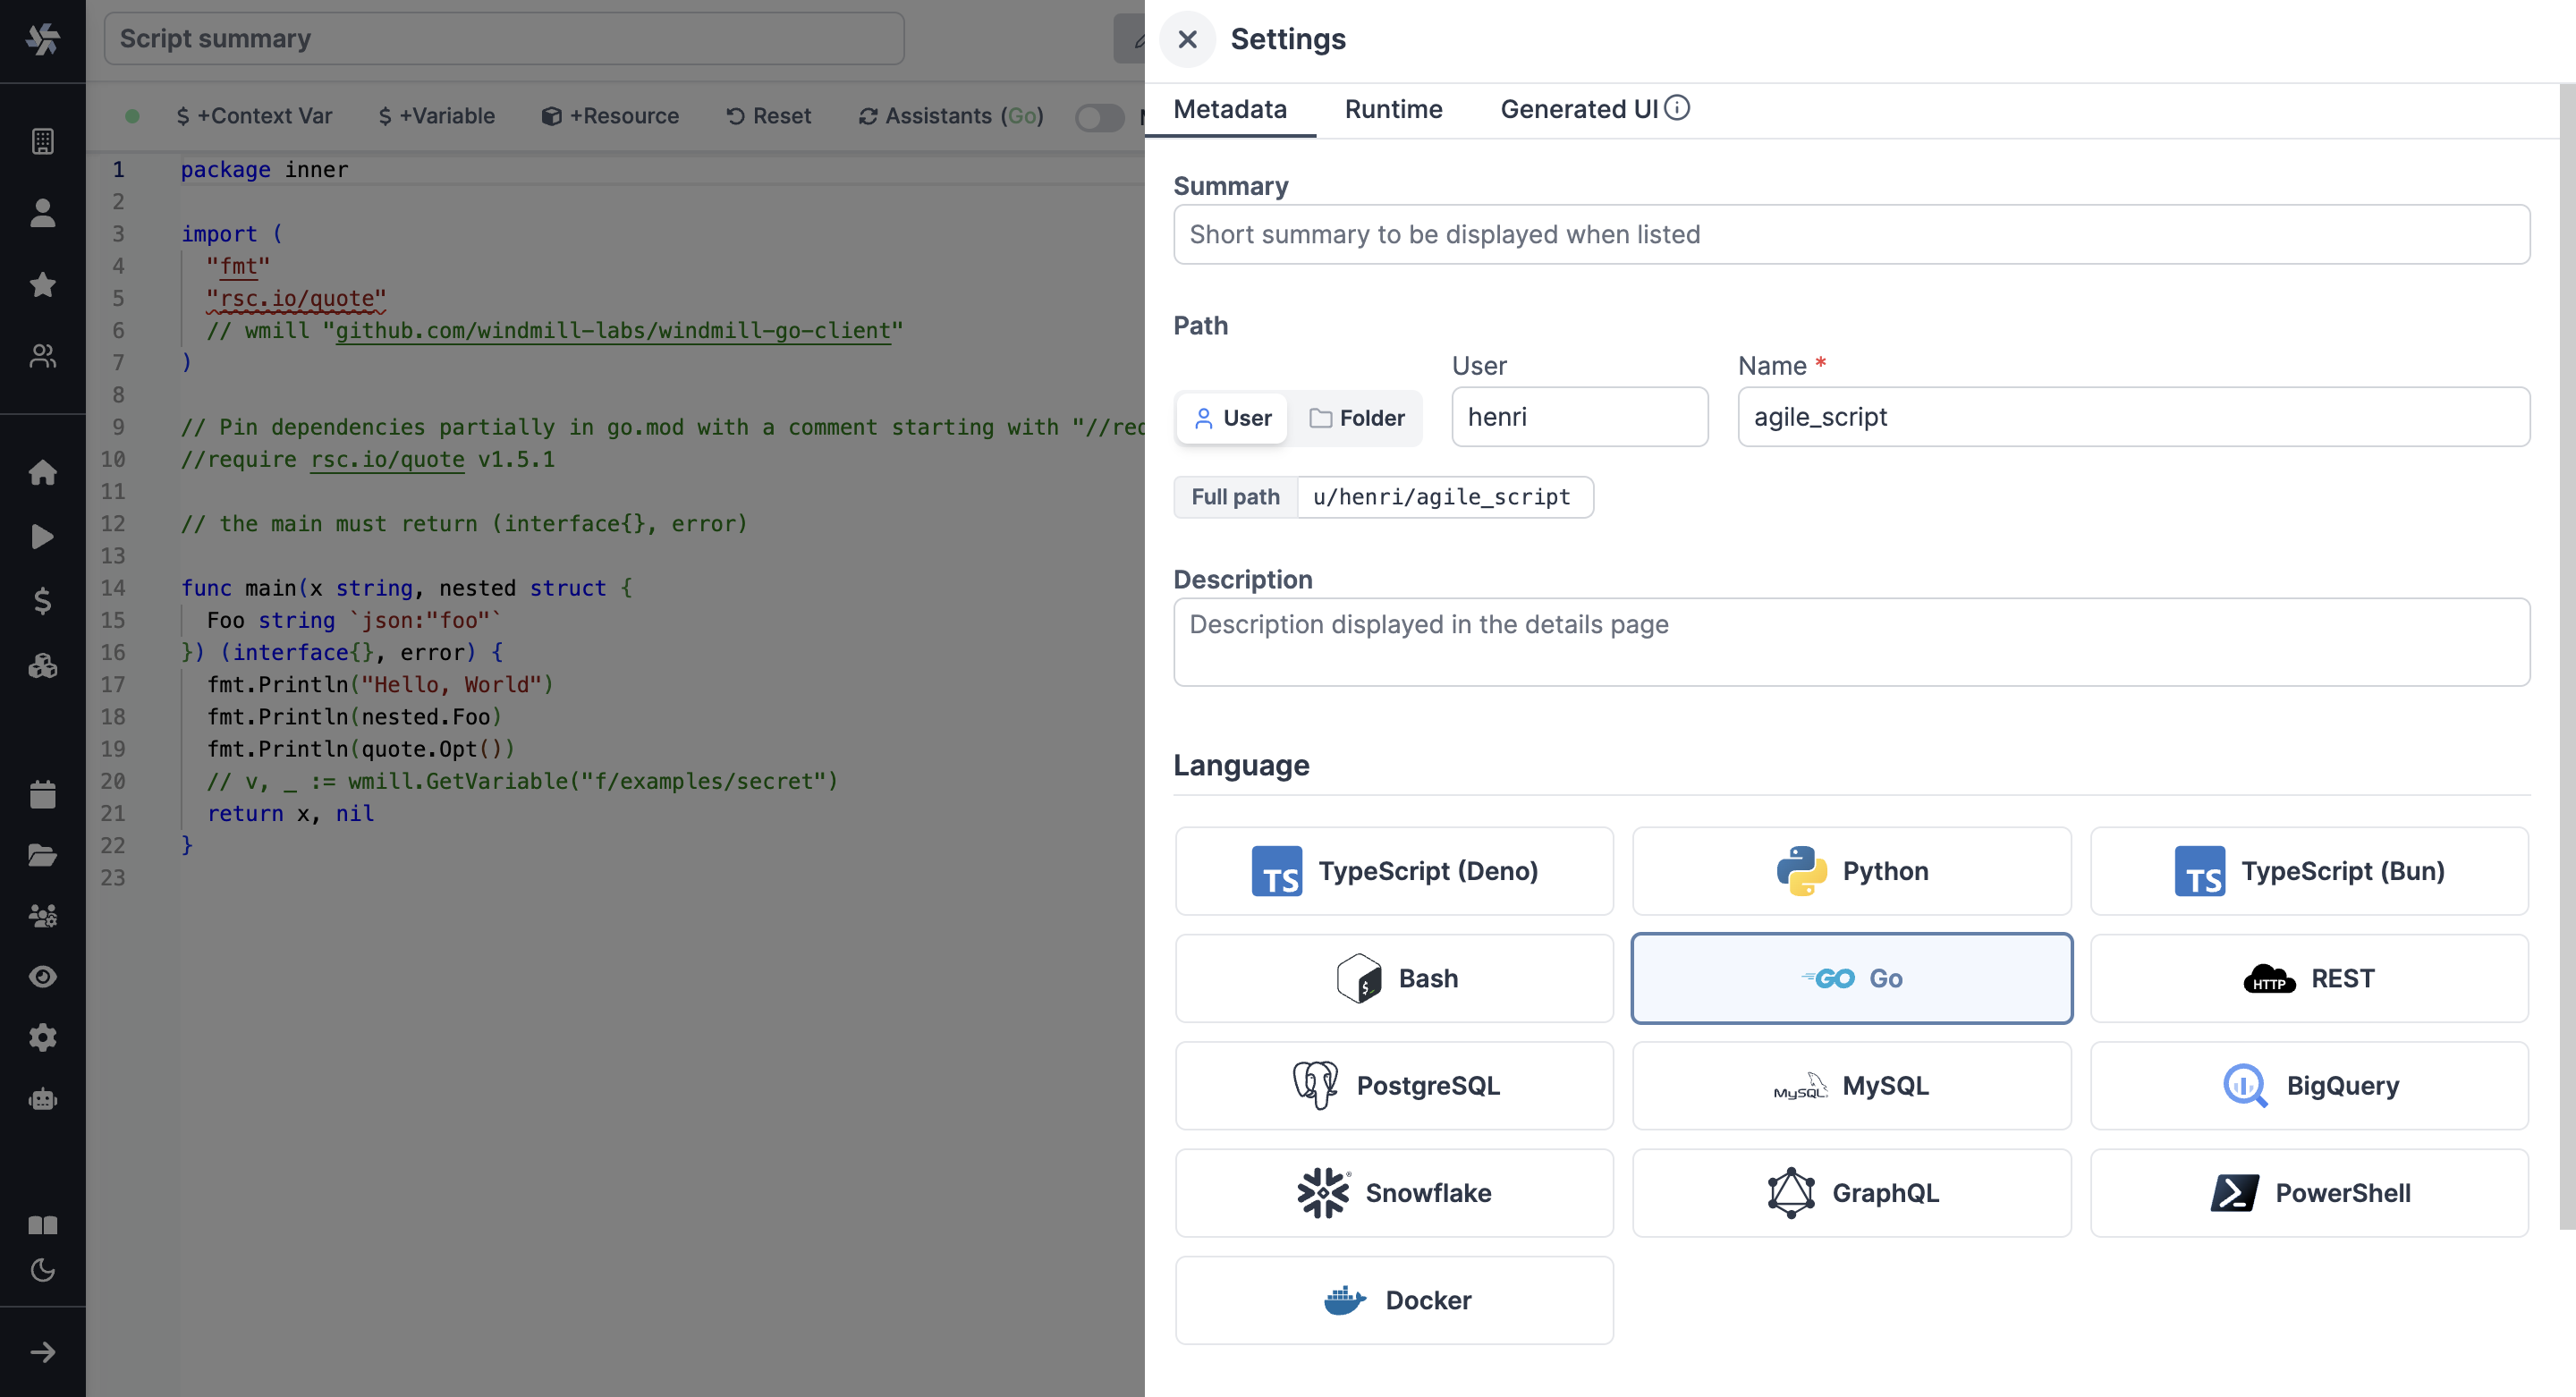 Script summary
$ +Context Var
$ +Variable
+Resource
Reset
Assistants (Go)
1 package inner
2
3 import (
4 "fmt"
5 "rsc.io/quote"
6 // wmill "github.com/windmill-labs/windmill-go-client"
7 )
8
9 // Pin dependencies partially in go.mod with a comment starting with "//rec
10 //require rsc.io/quote v1.5.1
11
12 // the main must return (interface{}, error)
13
14 func main(x string, nested struct {
15 Foo string `json:"foo"`
16 }) (interface{}, error) {
17 fmt.Println("Hello, World")
18 fmt.Println(nested.Foo)
19 fmt.Println(quote.Opt())
20 // v, _ := wmill.GetVariable("f/examples/secret")
21 return x, nil
22 }
23
Settings
Metadata
Runtime
Generated UI
Summary
Short summary to be displayed when listed
Path
User
Name *
User
Folder
henri
agile_script
Full path
u/henri/agile_script
Description
Description displayed in the details page
Language
TS TypeScript (Deno)
Python
TS TypeScript (Bun)
$ Bash
GO Go
HTTP REST
PostgreSQL
MySQL MySQL
BigQuery
Snowflake
GraphQL
PowerShell
Docker